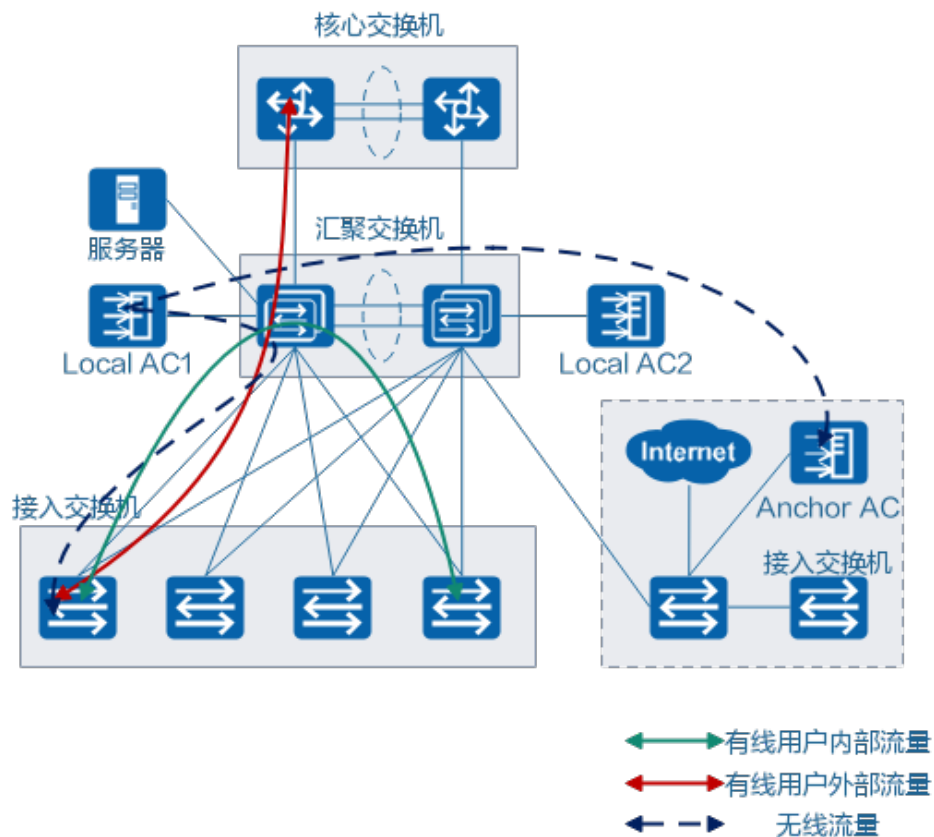 核心交换机
服务器
汇聚交换机
Local AC1
Local AC2
Internet
Anchor AC
接入交换机
接入交换机
有线用户内部流量
有线用户外部流量
无线流量